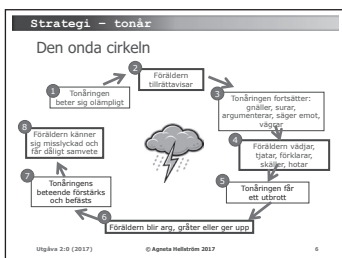 Strategi – tonår
Den onda cirkeln
1
Tonåringen
beter sig olämpligt
2
Föräldern
tillrättavisar
3
Tonåringen fortsätter:
gnäller, surar,
argumenterar, säger emot,
vägrar
4
Föräldern vädjar,
tjatar, förklarar,
skäller, hotar
5
Tonåringen får
ett utbrott
6
Föräldern blir arg, gråter eller ger upp
7
Tonåringens
beteende förstärks
och befästs
8
Föräldern känner
sig misslyckad och
får dåligt samvete
Utgåva 2:0 (2017)
© Agneta Hellström 2017
6